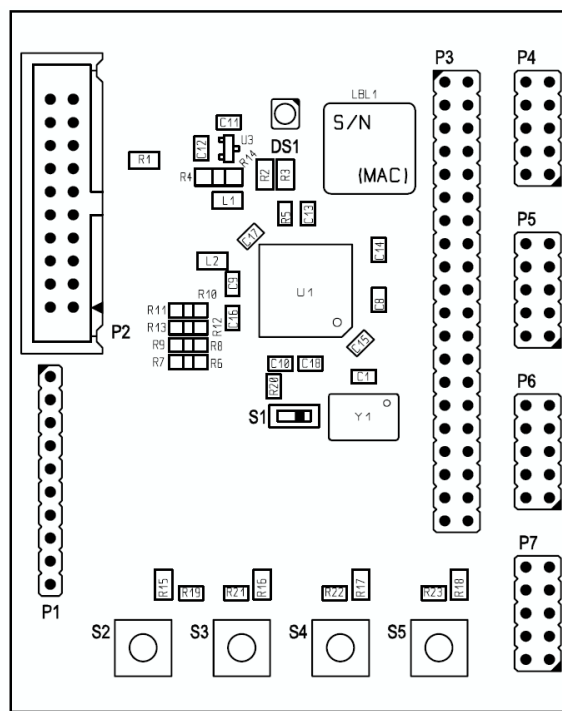 P3
P4
LBL1
S/N
(MAC)
C11
U3
C12
DS1
R1
R14
R4
R2
R3
L1
R5
C13
P5
C17
C14
L2
C9
U1
R10
C8
R11
C16
R13
R12
P2
R9
R8
C15
R7
R6
C10
C18
C1
R20
P6
S1
Y1
P7
R15
R19
R21
R16
R22
R17
R23
R18
P1
S2
S3
S4
S5